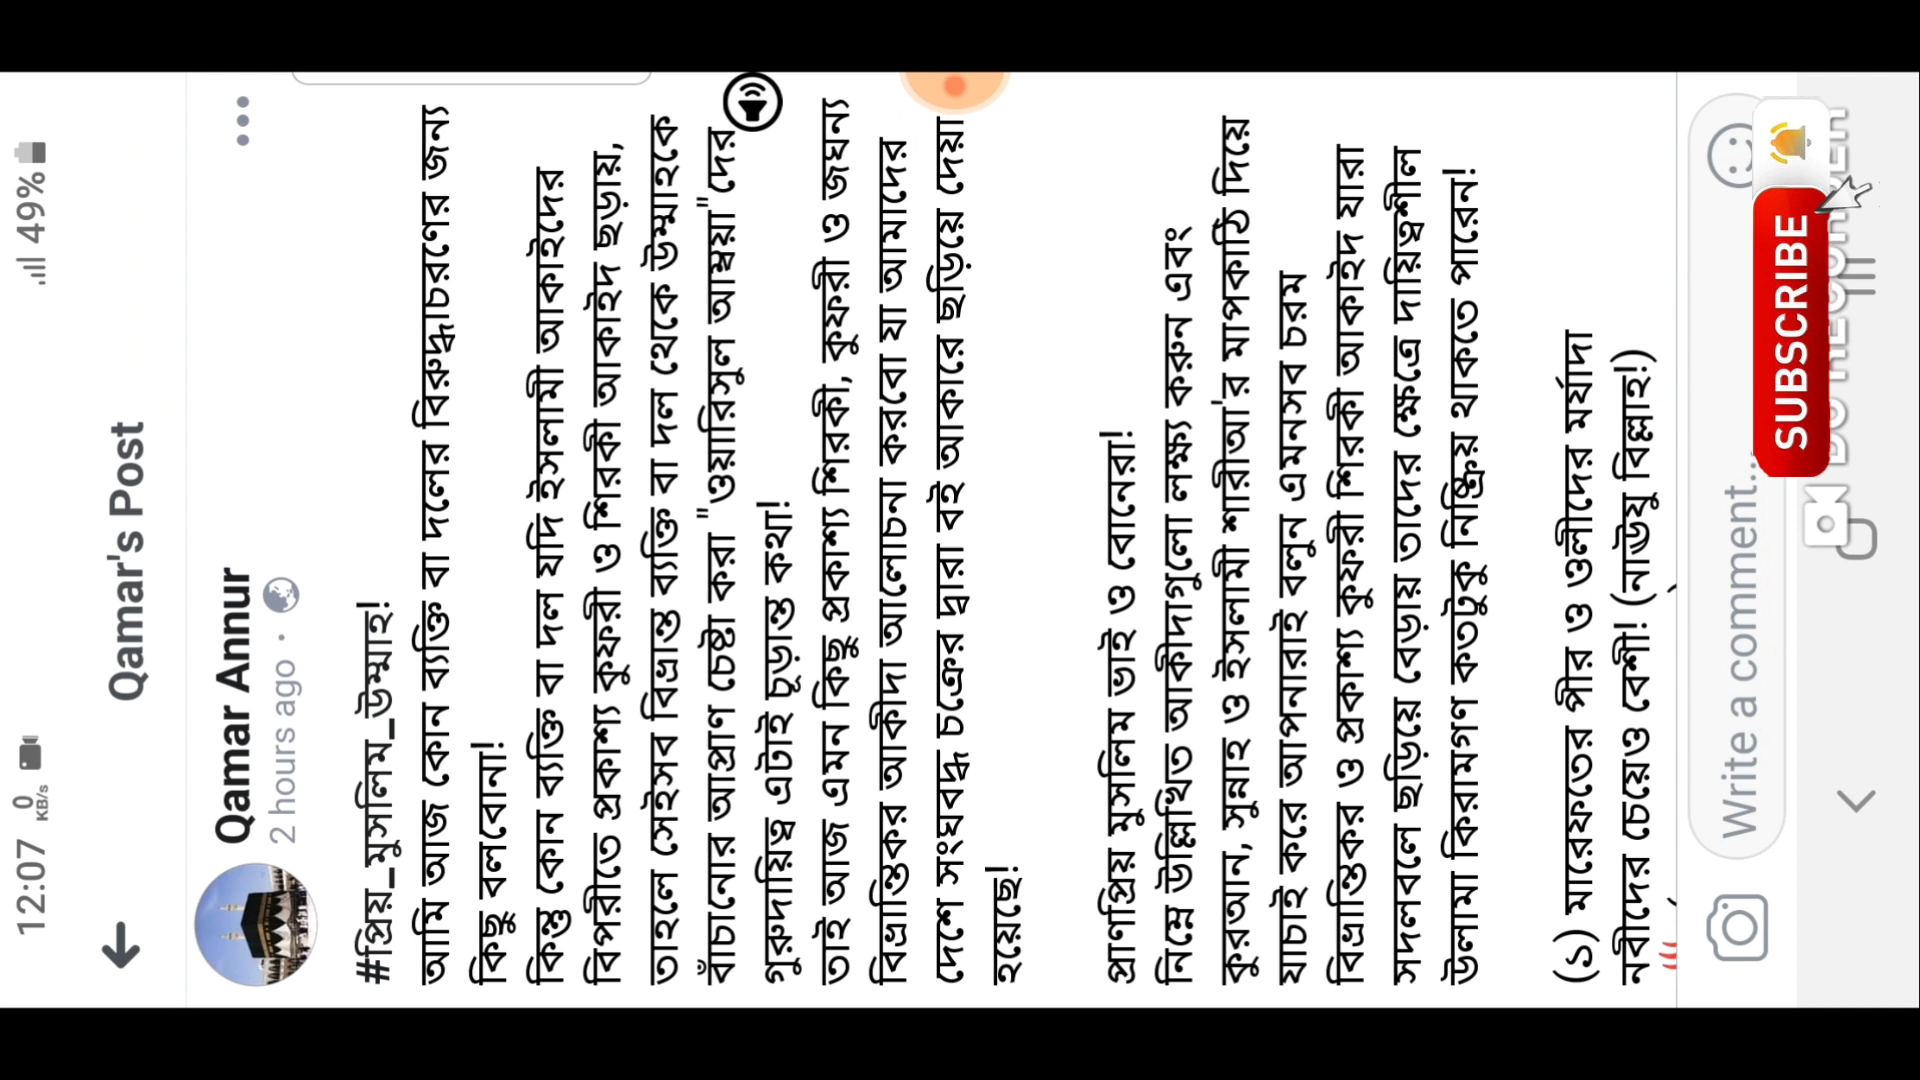 12:07 0 KB/s 49%
Qamar's Post
Qamar Annur
2 hours ago ·
#প্রিয়_মুসলিম_উম্মাহ!
আমি আজ কোন ব্যক্তি বা দলের বিরুদ্ধাচরণের জন্য
কিছু বলবোনা!
কিন্তু কোন ব্যক্তি বা দল যদি ইসলামী আকাইদের
বিপরীতে প্রকাশ্য কুফরী ও শিরকী আকাইদ ছড়ায়,
তাহলে সেইসব বিভ্রান্ত ব্যক্তি বা দল থেকে উম্মাহকে
বাঁচানোর আপ্রাণ চেষ্টা করা "ওয়ারিসুল আম্বয়া"দের
গুরুদায়িত্ব এটাই চূড়ান্ত কথা!
তাই আজ এমন কিছু প্রকাশ্য শিরকী, কুফরী ও জঘন্য
বিভ্রান্তিকর আকীদা আলোচনা করবো যা আমাদের
দেশে সংঘবদ্ধ চক্রের দ্বারা বই আকারে ছড়িয়ে দেয়া
হয়েছে!
প্রাণপ্রিয় মুসলিম ভাই ও বোনেরা!
নিম্নে উল্লিখিত আকীদাগুলো লক্ষ্য করুন এবং
কুরআন, সুন্নাহ ও ইসলামী শারীআ'র মাপকাঠি দিয়ে
যাচাই করে আপনারাই বলুন এমনসব চরম
বিভ্রান্তিকর ও প্রকাশ্য কুফরী শিরকী আকাইদ যারা
সদলবলে ছড়িয়ে বেড়ায় তাদের ক্ষেত্রে দায়িত্বশীল
উলামা কিরামগণ কতটুকু নিষ্ক্রিয় থাকতে পারেন!
(১) মারেফতের পীর ও ওলীদের মর্যাদা
নবীদের চেয়েও বেশী! (নাউযু বিল্লাহ!)
Write a comment...
SUBSCRIBE